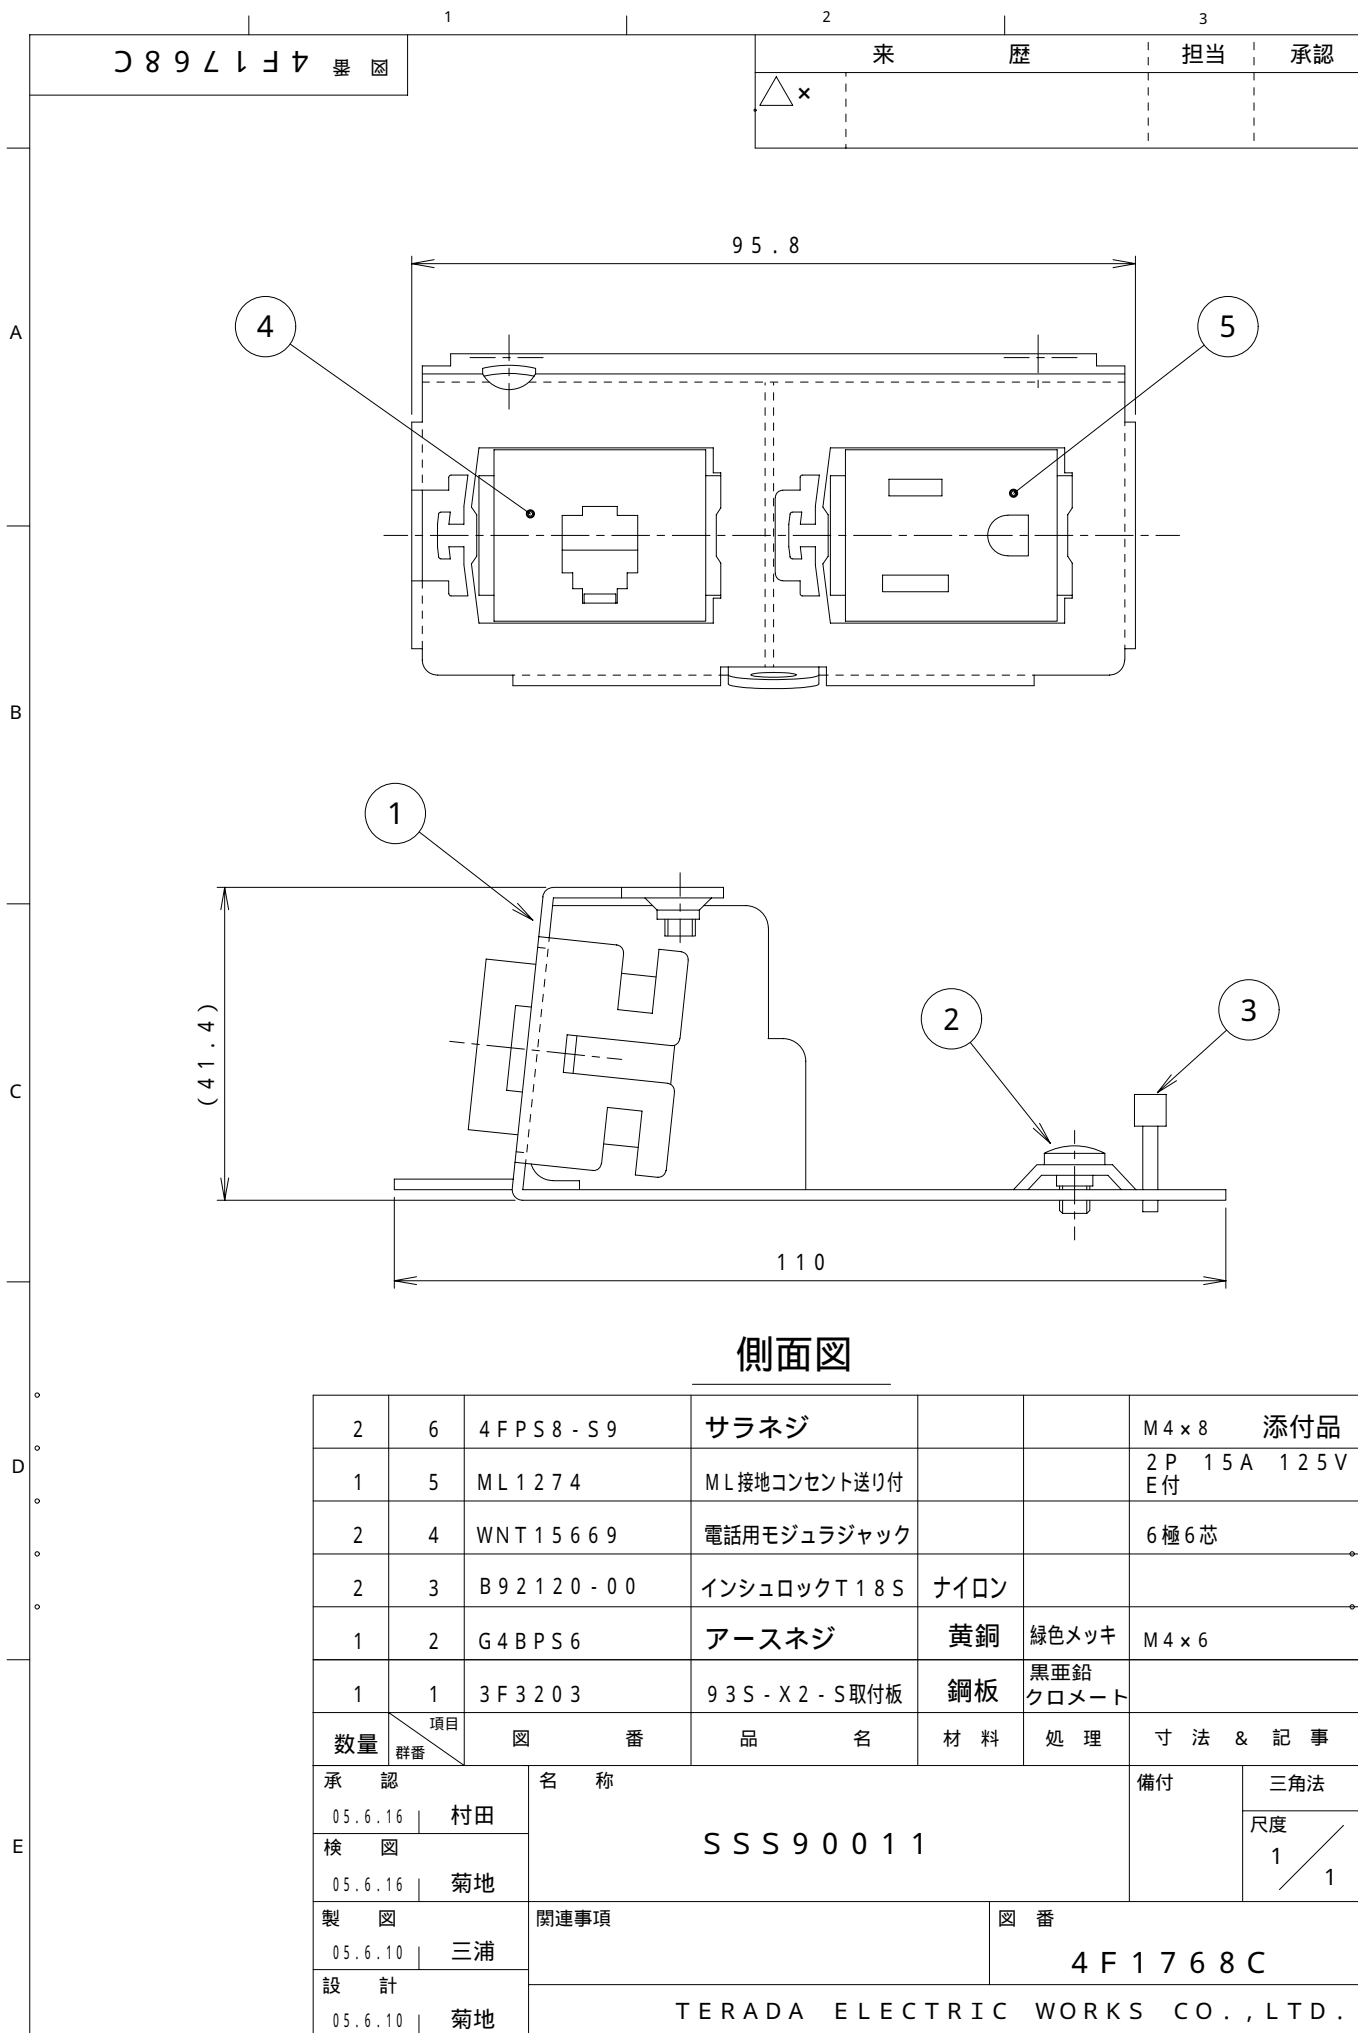 1 2 3
図番 4F1768C
来歴 担当 承認
×
A
B
C
D
E
95.8
4
5
1
(41.4)
2
3
110
側面図
2 6 4FPS8-S9 サラネジ M4×8 添付品
1 5 ML1274 ML接地コンセント送り付 2P 15A 125V
E付
2 4 WNT15669 電話用モジュラジャック 6極6芯
2 3 B92120-00 インシュロックT18S ナイロン
1 2 G4BPS6 アースネジ 黄銅 緑色メッキ M4×6
1 1 3F3203 93S-X2-S取付板 鋼板 黒亜鉛
クロメート
数量 項目 群番 図番 品名 材料 処理 寸法&記事
承認 名称 備付 三角法
05.6.16 村田
SSS90011
尺度
1/1
検図
05.6.16 菊地
製図 関連事項 図番
05.6.10 三浦
4F1768C
設計
05.6.10 菊地
TERADA ELECTRIC WORKS CO.,LTD.